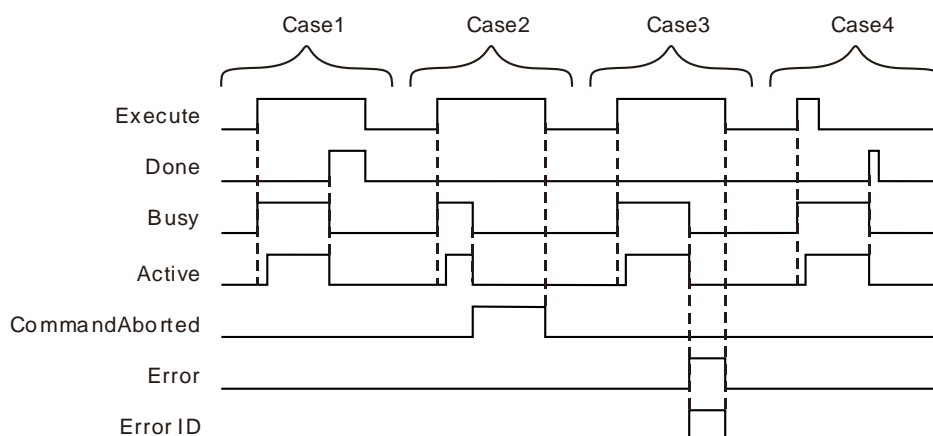 Case1 Case2 Case3 Case4
Execute
Done
Busy
Active
CommandAborted
Error
Error ID